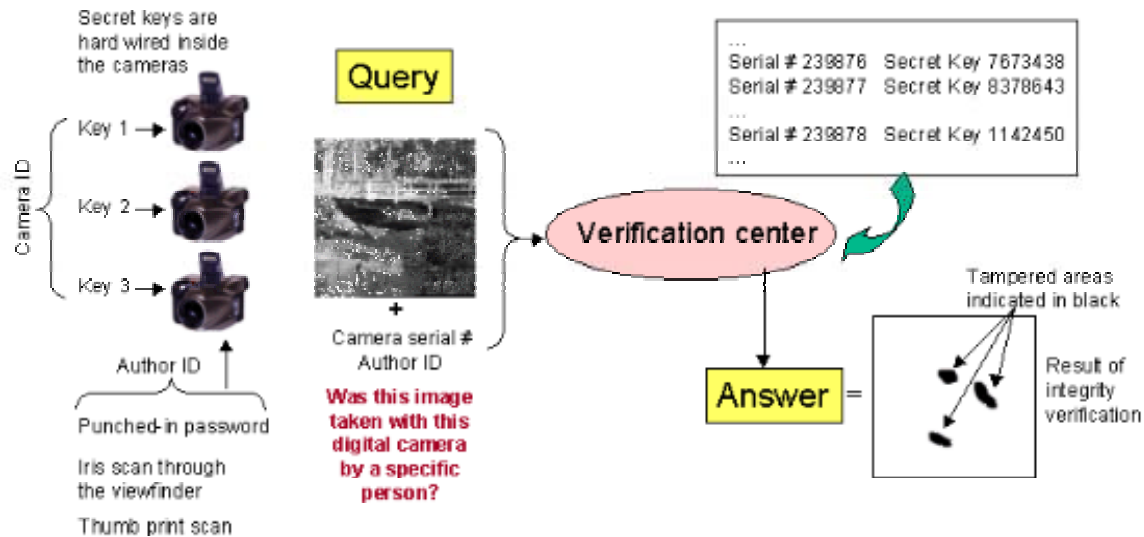 Secret keys are
hard wired inside
the cameras
Camera ID
Key 1
Key 2
Key 3
Author ID
Punched-in password
Iris scan through
the viewfinder
Thumb print scan
Query
+
Camera serial #
Author ID
Was this image
taken with this
digital camera
by a specific
person?
...
Serial # 239876 Secret Key 7673438
Serial # 239877 Secret Key 8378643
...
Serial # 239878 Secret Key 1142450
...
Verification center
Answer
=
Tampered areas
indicated in black
Result of
integrity
verification